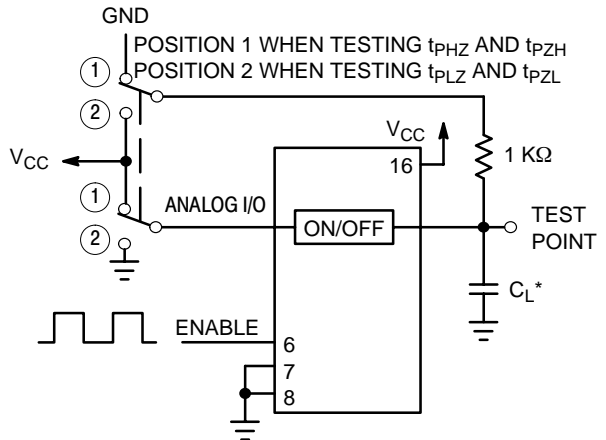 GND
POSITION 1 WHEN TESTING tPHZ AND tPZH
1 POSITION 2 WHEN TESTING tPLZ AND tPZL
2
VCC
VCC
16
1 KΩ
1
ANALOG I/O
ON/OFF
TEST
POINT
2
CL*
ENABLE
6
7
8